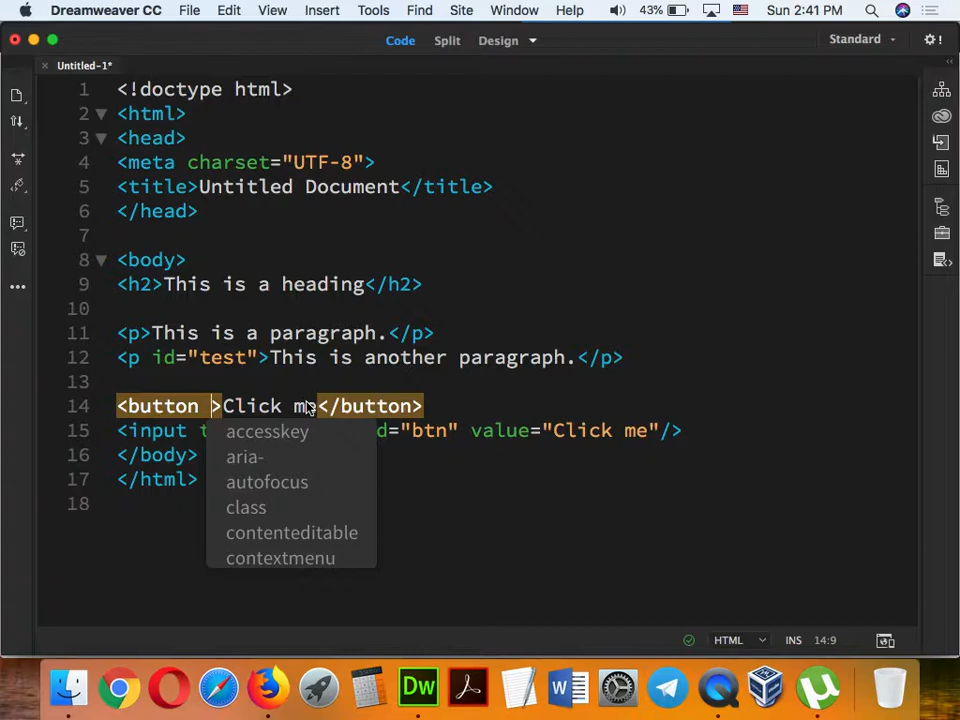 Dreamweaver CC File Edit View Insert Tools Find Site Window Help 43% Sun 2:41 PM
Code Split Design Standard
Untitled-1*
1 <!doctype html>
2 <html>
3 <head>
4 <meta charset="UTF-8">
5 <title>Untitled Document</title>
6 </head>
7
8 <body>
9 <h2>This is a heading</h2>
10
11 <p>This is a paragraph.</p>
12 <p id="test">This is another paragraph.</p>
13
14 <button >Click me</button>
15 <input t d="btn" value="Click me"/>
16 </body>
17 </html>
18
accesskey
aria-
autofocus
class
contenteditable
contextmenu
HTML INS 14:9
Dw W